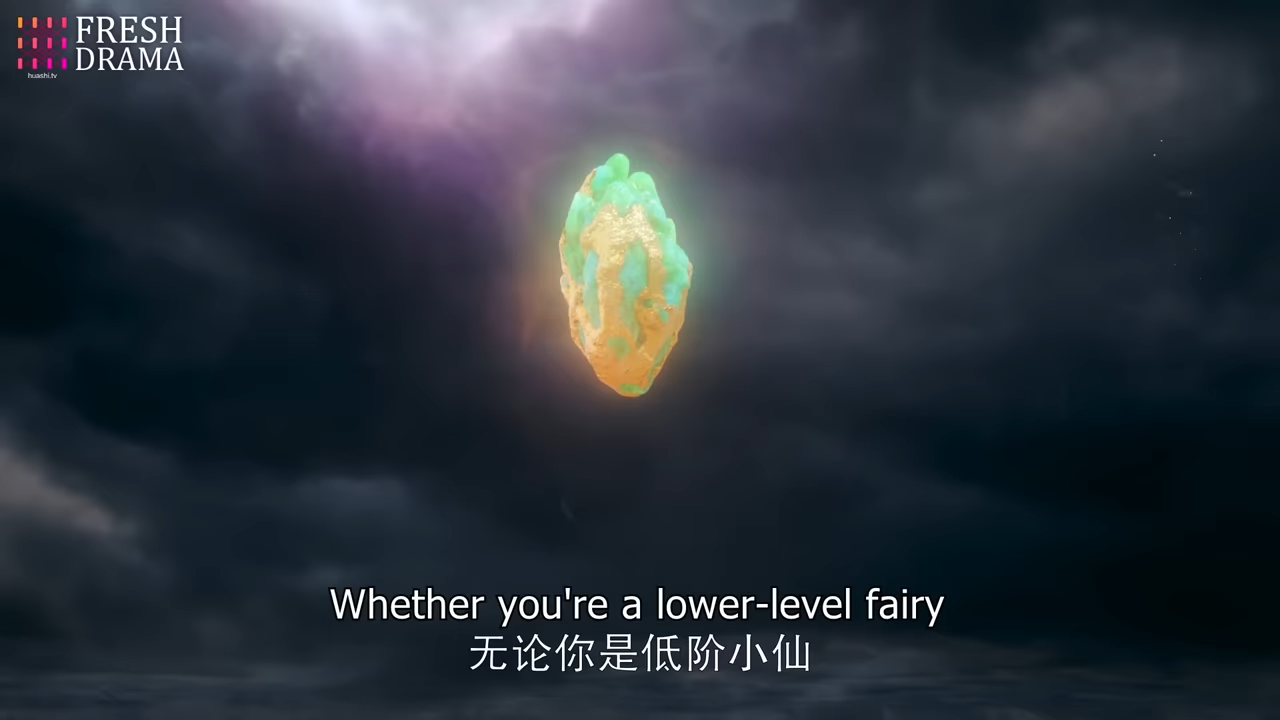 FRESH
DRAMA
huashi.tv
Whether you're a lower-level fairy
无论你是低阶小仙